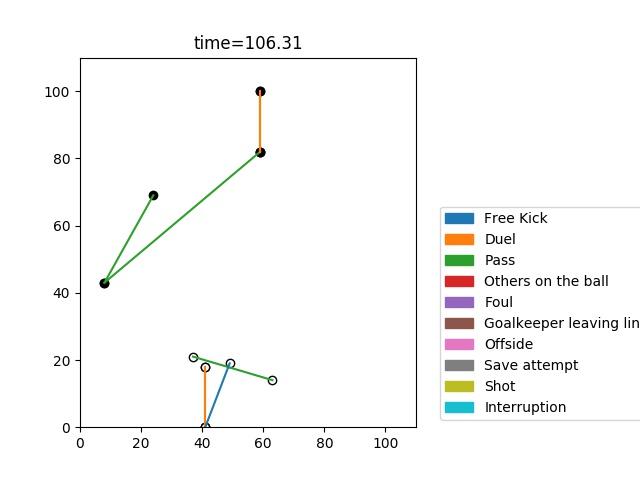 time=106.31
100
80
60
40
20
0
0 20 40 60 80 100
Free Kick
Duel
Pass
Others on the ball
Foul
Goalkeeper leaving lin
Offside
Save attempt
Shot
Interruption